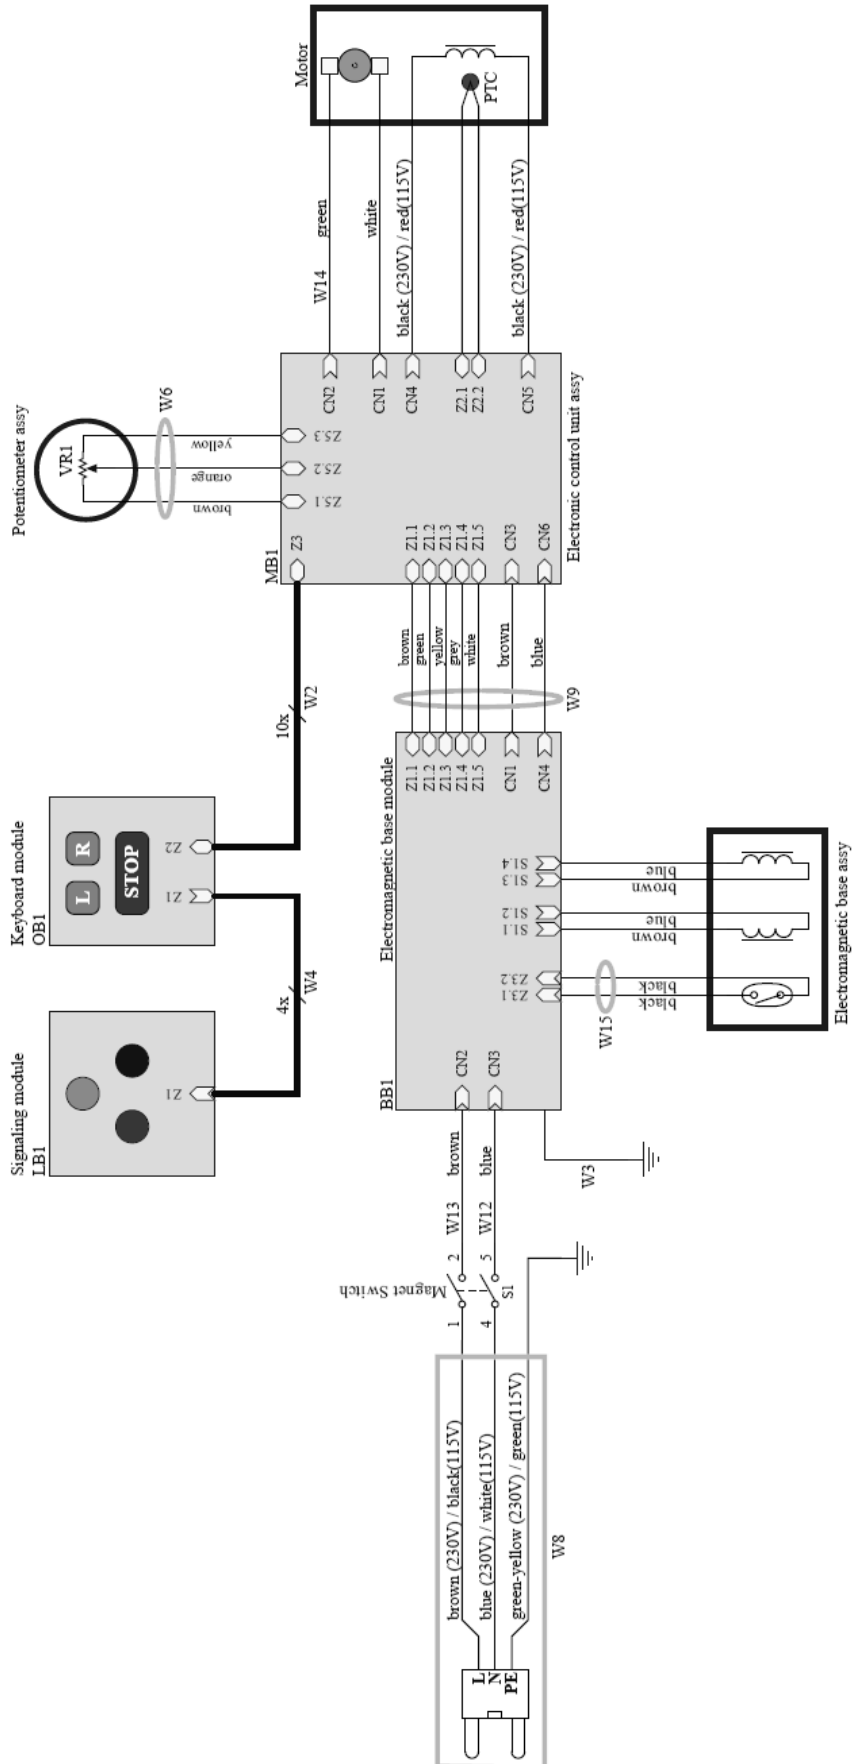 Motor
PTC
W14
green
white
black (230V) / red(115V)
black (230V) / red(115V)
CN2
CN1
CN4
Z2.1
Z2.2
CN5
Potentiometer assy
VR1
W6
yellow
orange
brown
Z5.3
Z5.2
Z5.1
Electronic control unit assy
MB1
Z3
Z1.1
Z1.2
Z1.3
Z1.4
Z1.5
CN3
CN6
brown
green
yellow
grey
white
brown
blue
W9
10x
W2
Keyboard module
OB1
L
R
STOP
Z2
Z1
4x
W4
Signaling module
LB1
Z1
Electromagnetic base module
BB1
Z1.1
Z1.2
Z1.3
Z1.4
Z1.5
CN1
CN4
S1.4
S1.3
S1.2
S1.1
Z3.2
Z3.1
CN2
CN3
blue
brown
blue
brown
black
black
W15
Electromagnetic base assy
brown
blue
W13
W12
W3
Magnet Switch
S1
2
5
1
4
brown (230V) / black(115V)
blue (230V) / white(115V)
green-yellow (230V) / green(115V)
W8
L
N
PE